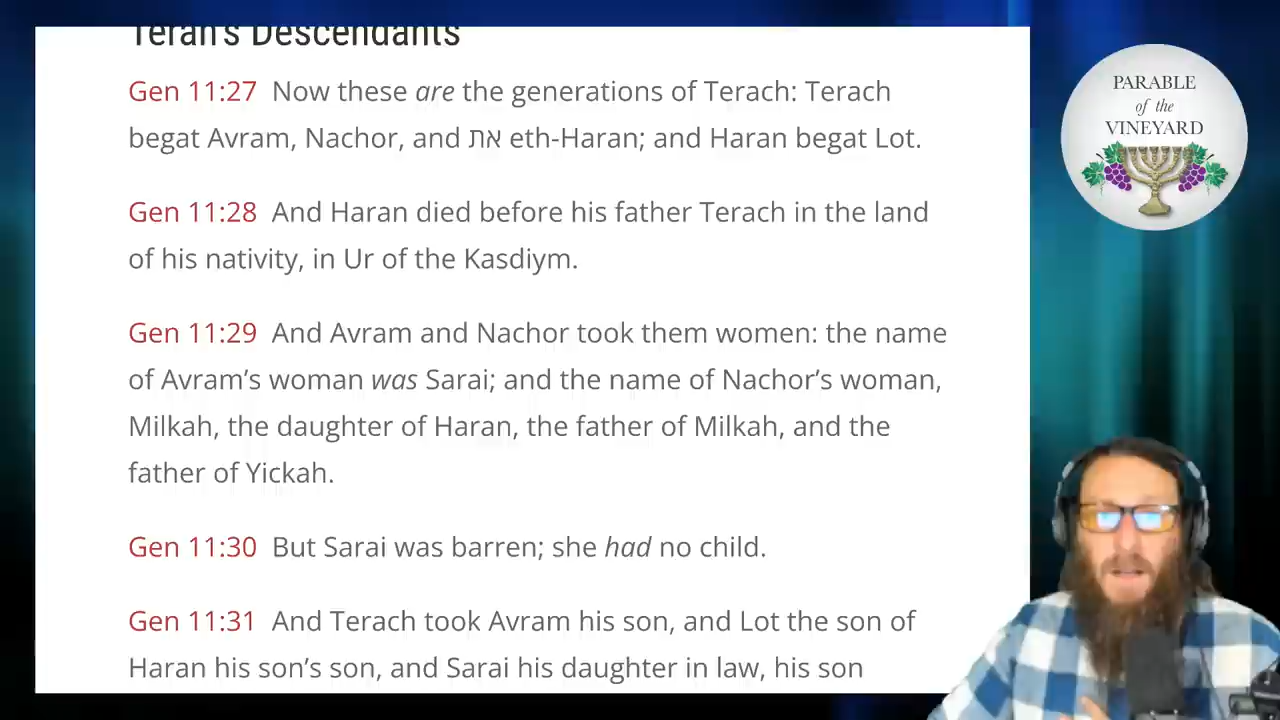 Terah's Descendants
Gen 11:27 Now these are the generations of Terach: Terach
begat Avram, Nachor, and את eth-Haran; and Haran begat Lot.
Gen 11:28 And Haran died before his father Terach in the land
of his nativity, in Ur of the Kasdiym.
Gen 11:29 And Avram and Nachor took them women: the name
of Avram’s woman was Sarai; and the name of Nachor’s woman,
Milkah, the daughter of Haran, the father of Milkah, and the
father of Yickah.
Gen 11:30 But Sarai was barren; she had no child.
Gen 11:31 And Terach took Avram his son, and Lot the son of
Haran his son’s son, and Sarai his daughter in law, his son
PARABLE
of the
VINEYARD